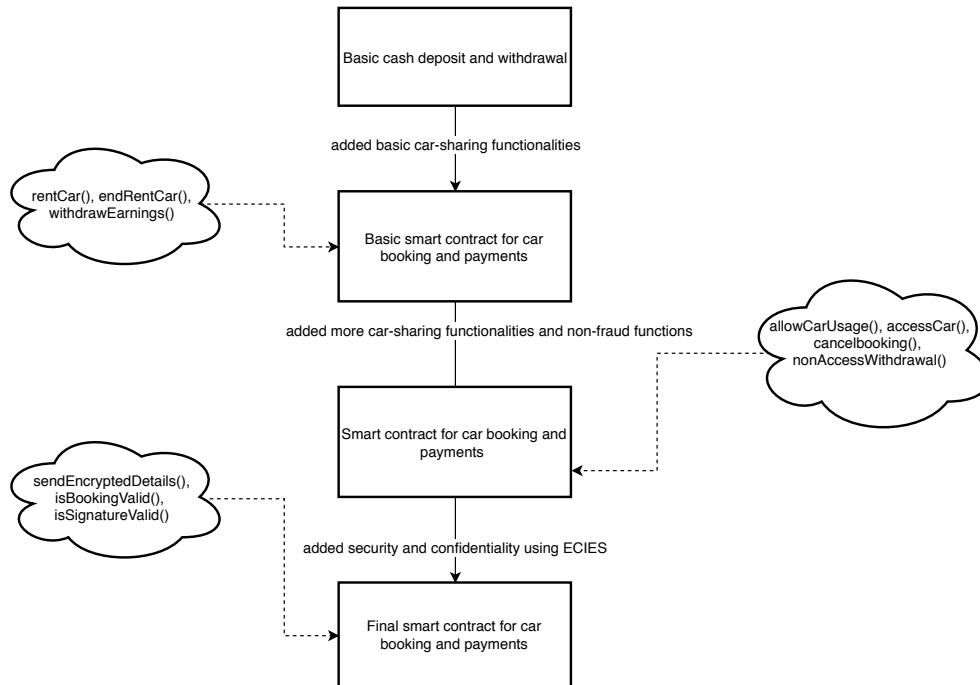 Basic cash deposit and withdrawal
added basic car-sharing functionalities
rentCar(), endRentCar(),
withdrawEarnings()
Basic smart contract for car
booking and payments
added more car-sharing functionalities and non-fraud functions
allowCarUsage(), accessCar(),
cancelbooking(),
nonAccessWithdrawal()
Smart contract for car booking and
payments
sendEncryptedDetails(),
isBookingValid(),
isSignatureValid()
added security and confidentiality using ECIES
Final smart contract for car
booking and payments